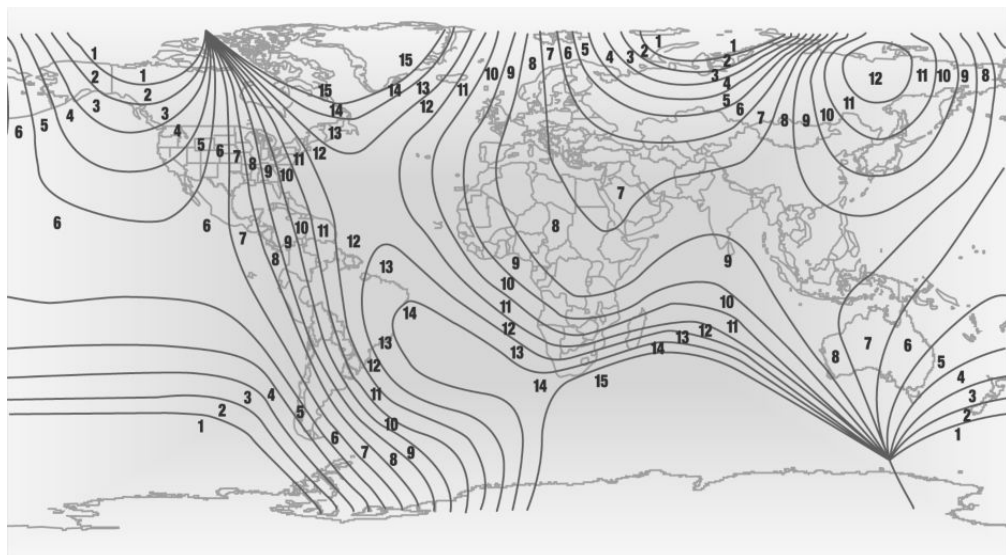 1 7 6 5 4 3 2 1 1
15 2
2 1 10 9 8 3 12 11 10 9 8
2 15 14 13 11 4
4 3 3 14 12 5 6 11 10
6 5 4 13 7 8 9
5 6 7 8 9 10 11 12
7
6 6 7 9 10 11 12 8
8 13 9 9
10
14 11 10
12 13 12 11
13 13 14 8 7 6
12 5
14 15 4
3 4 11 3
2 5 2
1 10 1
6 7 8 9